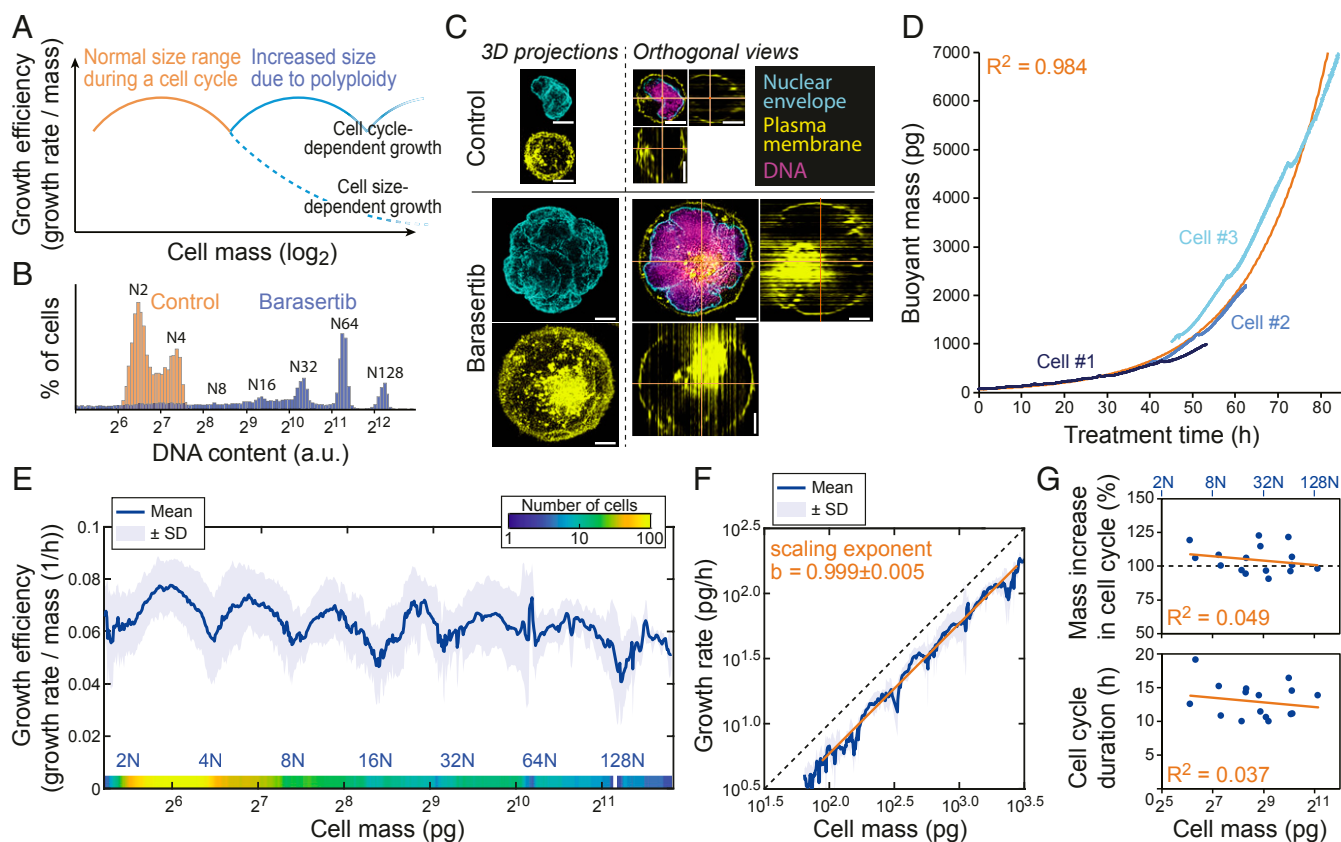 A
Growth efficiency
(growth rate / mass)
Normal size range
during a cell cycle
Increased size
due to polyploidy
Cell cycle-
dependent growth
Cell size-
dependent growth
Cell mass (log2)
B
% of cells
N2
Control
N4
Barasertib
N8
N16
N32
N64
N128
2^6 2^7 2^8 2^9 2^10 2^11 2^12
DNA content (a.u.)
C
3D projections
Orthogonal views
Control
Nuclear
envelope
Plasma
membrane
DNA
Barasertib
D
Buoyant mass (pg)
7000
6000
5000
4000
3000
2000
1000
0
R^2 = 0.984
Cell #3
Cell #2
Cell #1
0 10 20 30 40 50 60 70 80
Treatment time (h)
E
Growth efficiency
(growth rate / mass (1/h))
Mean
± SD
Number of cells
1 10 100
0.1
0.08
0.06
0.04
0.02
0
2N 4N 8N 16N 32N 64N 128N
2^6 2^7 2^8 2^9 2^10 2^11
Cell mass (pg)
F
Mean
± SD
Growth rate (pg/h)
10^2.5
10^2.0
10^1.5
10^1.0
10^0.5
scaling exponent
b = 0.999±0.005
10^1.5 10^2.0 10^2.5 10^3.0 10^3.5
Cell mass (pg)
G
2N 8N 32N 128N
Mass increase
in cell cycle (%)
150
125
100
75
50
R^2 = 0.049
Cell cycle
duration (h)
20
15
10
5
0
R^2 = 0.037
2^5 2^7 2^9 2^11
Cell mass (pg)